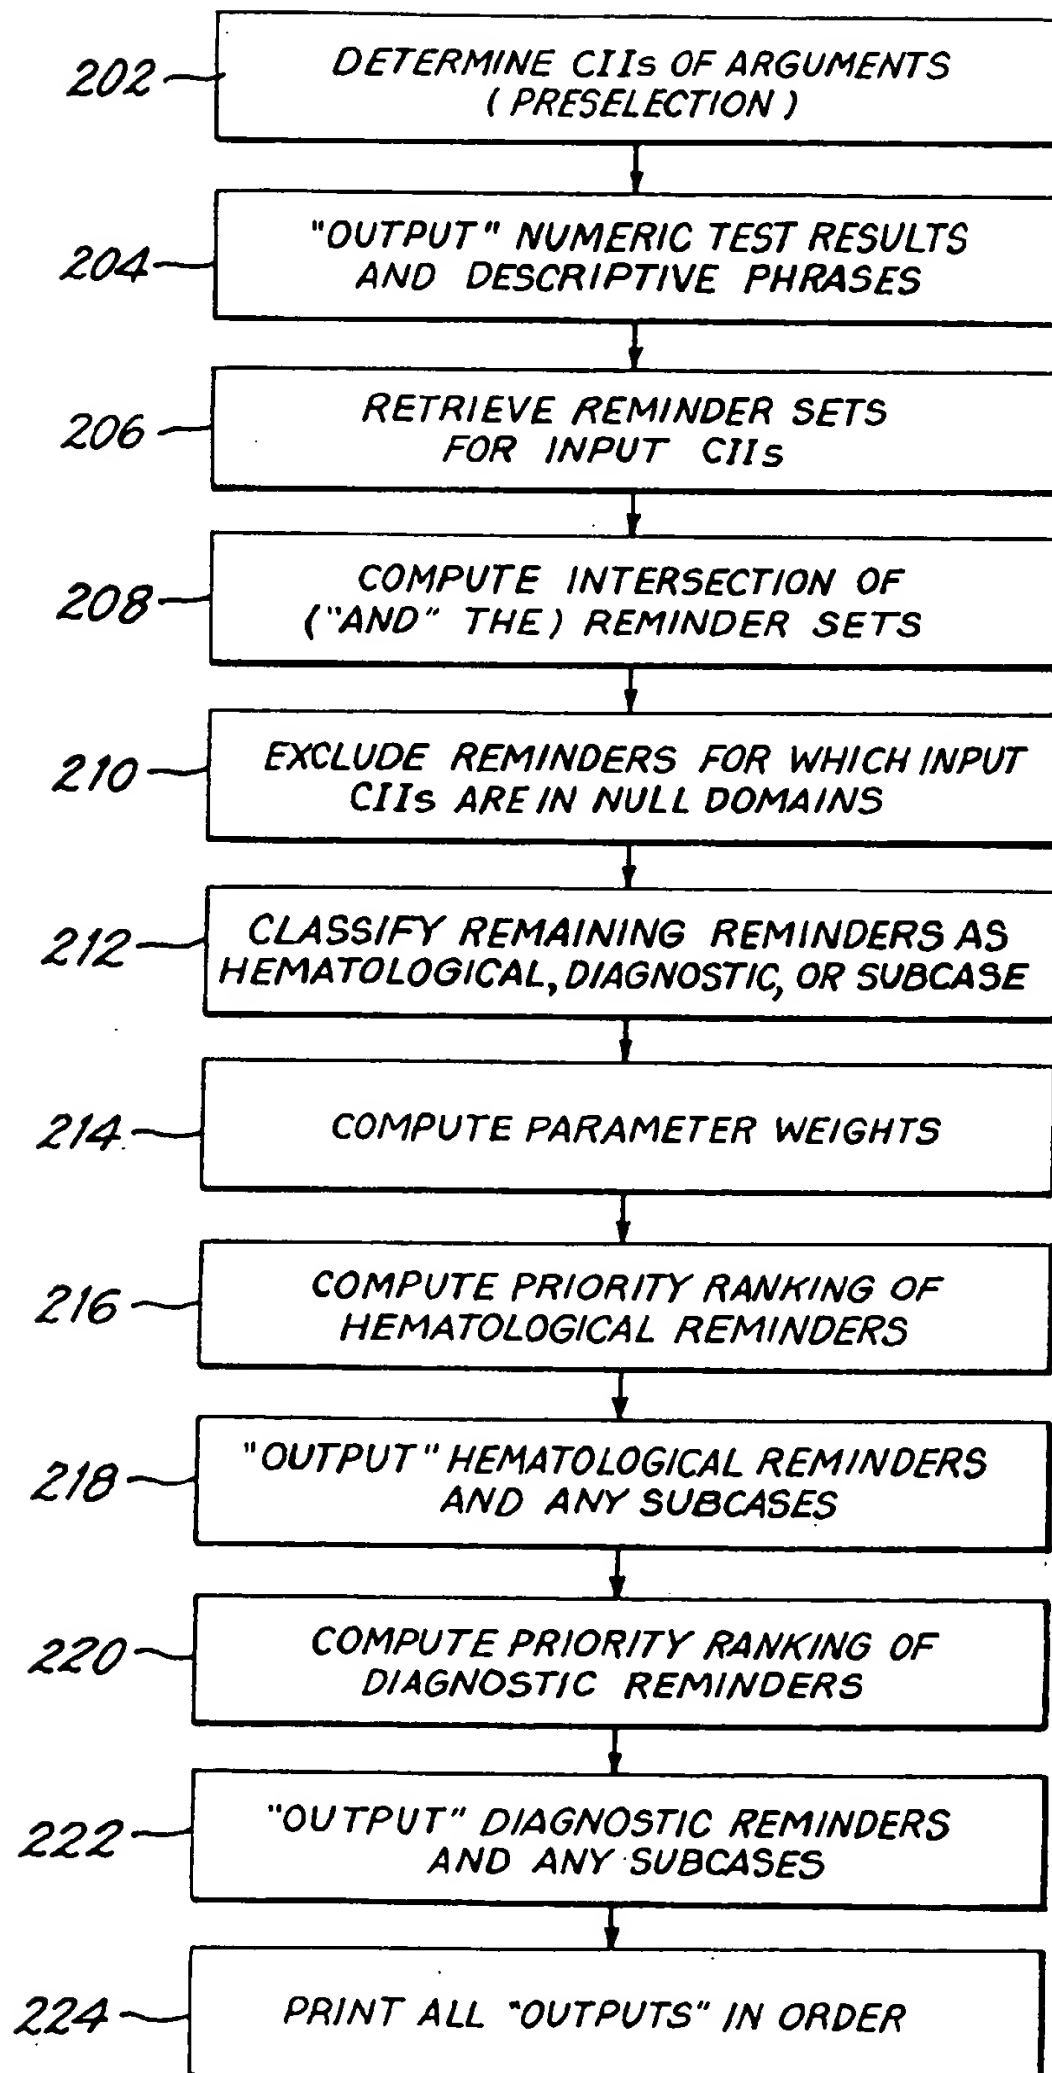 202
DETERMINE CIIs OF ARGUMENTS
(PRESELECTION)
204
"OUTPUT" NUMERIC TEST RESULTS
AND DESCRIPTIVE PHRASES
206
RETRIEVE REMINDER SETS
FOR INPUT CIIs
208
COMPUTE INTERSECTION OF
("AND" THE) REMINDER SETS
210
EXCLUDE REMINDERS FOR WHICH INPUT
CIIs ARE IN NULL DOMAINS
212
CLASSIFY REMAINING REMINDERS AS
HEMATOLOGICAL, DIAGNOSTIC, OR SUBCASE
214
COMPUTE PARAMETER WEIGHTS
216
COMPUTE PRIORITY RANKING OF
HEMATOLOGICAL REMINDERS
218
"OUTPUT" HEMATOLOGICAL REMINDERS
AND ANY SUBCASES
220
COMPUTE PRIORITY RANKING OF
DIAGNOSTIC REMINDERS
222
"OUTPUT" DIAGNOSTIC REMINDERS
AND ANY SUBCASES
224
PRINT ALL "OUTPUTS" IN ORDER